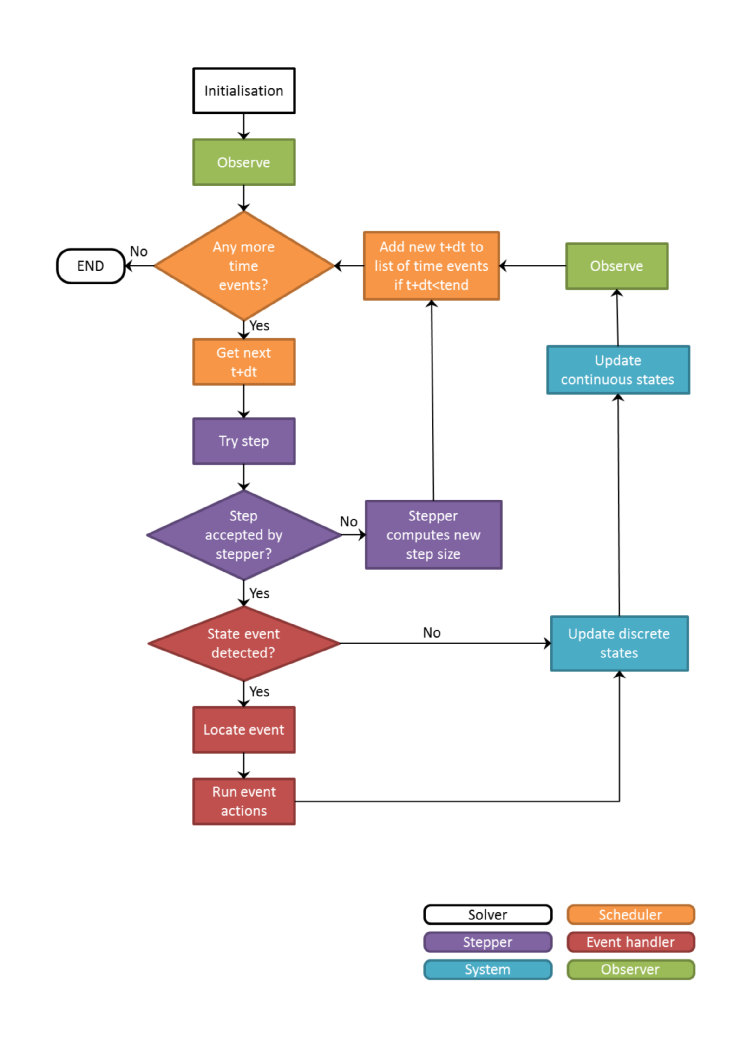 Initialisation
Observe
Any more
time
events?
No
END
Add new t+dt to
list of time events
if t+dt<tend
Observe
Yes
Get next
t+dt
Update
continuous states
Try step
Step
accepted by
stepper?
No
Stepper
computes new
step size
Yes
State event
detected?
No
Update discrete
states
Yes
Locate event
Run event
actions
Solver
Scheduler
Stepper
Event handler
System
Observer